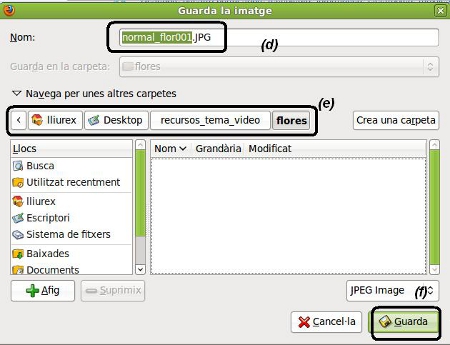 Guarda la imatge
Nom: normal_flor001.JPG
(d)
Guarda en la carpeta: flores
Navega per unes altres carpetes
(e)
< lliurex Desktop recursos_tema_video flores Crea una carpeta
Llocs Nom Grandària Modificat
Busca
Utilitzat recentment
lliurex
Escriptori
Sistema de fitxers
Baixades
Documents
Afig Suprimix JPEG Image (f)
Cancel·la Guarda